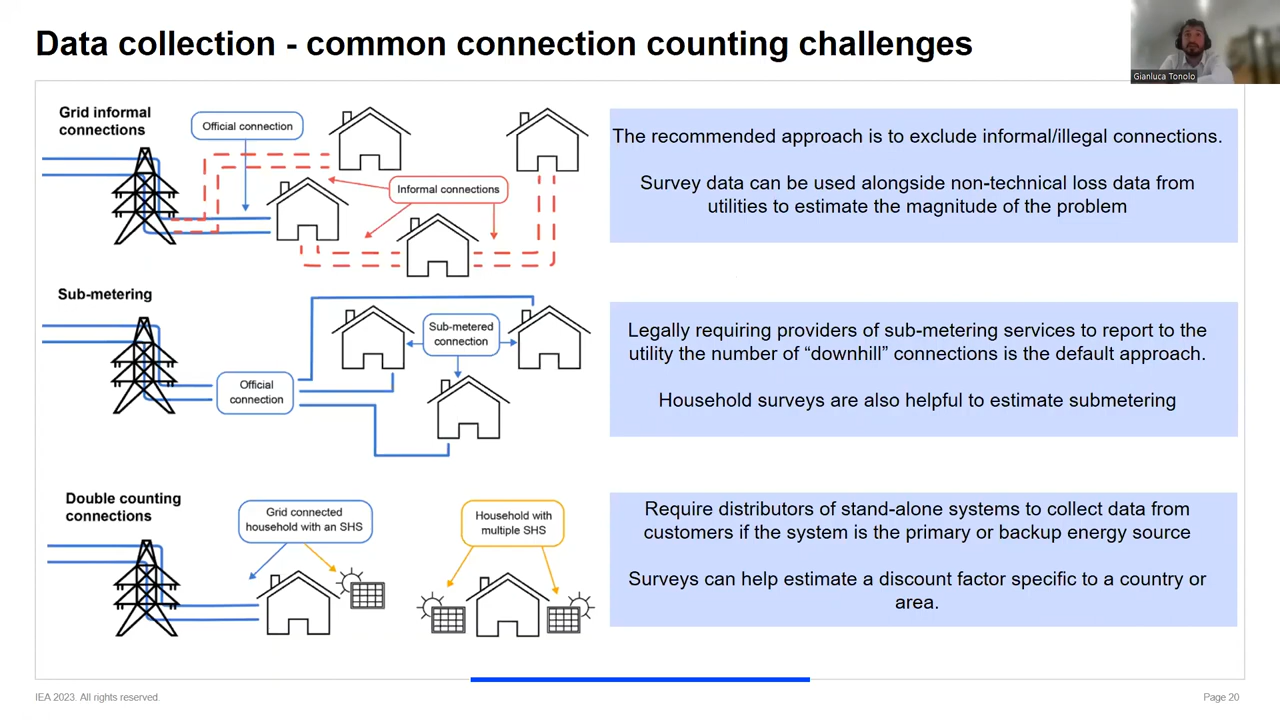 Data collection - common connection counting challenges
Gianluca Tonolo
Grid informal
connections
Official connection
Informal connections
The recommended approach is to exclude informal/illegal connections.
Survey data can be used alongside non-technical loss data from
utilities to estimate the magnitude of the problem
Sub-metering
Official
connection
Sub-metered
connection
Legally requiring providers of sub-metering services to report to the
utility the number of “downhill” connections is the default approach.
Household surveys are also helpful to estimate submetering
Double counting
connections
Grid connected
household with an SHS
Household with
multiple SHS
Require distributors of stand-alone systems to collect data from
customers if the system is the primary or backup energy source
Surveys can help estimate a discount factor specific to a country or
area.
IEA 2023. All rights reserved.
Page 20